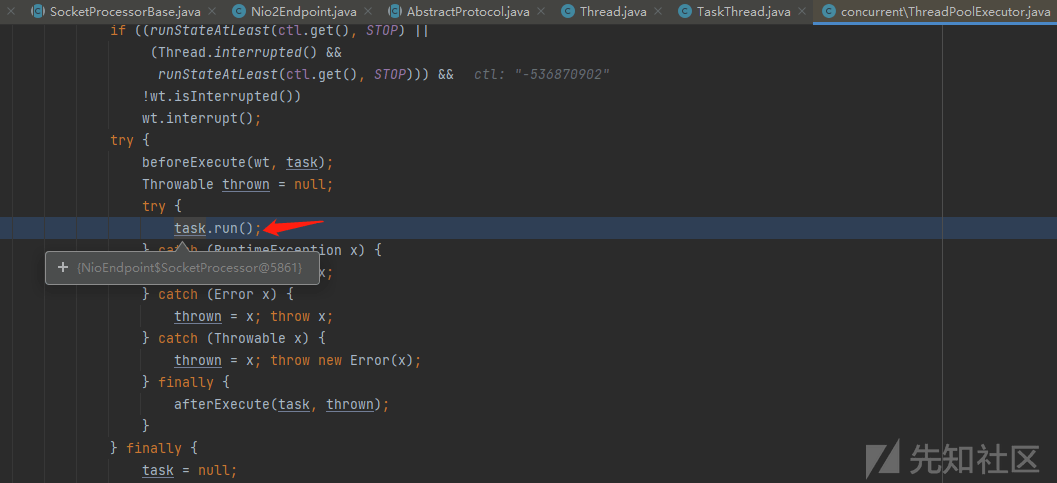 SocketProcessorBase.java Nio2Endpoint.java AbstractProtocol.java Thread.java TaskThread.java concurrent\ThreadPoolExecutor.java
if ((runStateAtLeast(ctl.get(), STOP) ||
(Thread.interrupted() &&
runStateAtLeast(ctl.get(), STOP))) && ctl: "-536870902"
!wt.isInterrupted())
wt.interrupt();
try {
beforeExecute(wt, task);
Throwable thrown = null;
try {
task.run();
} catch (RuntimeException x) {
{NioEndpoint$SocketProcessor@5861} x;
} catch (Error x) {
thrown = x; throw x;
} catch (Throwable x) {
thrown = x; throw new Error(x);
} finally {
afterExecute(task, thrown);
}
} finally {
task = null;
先知社区